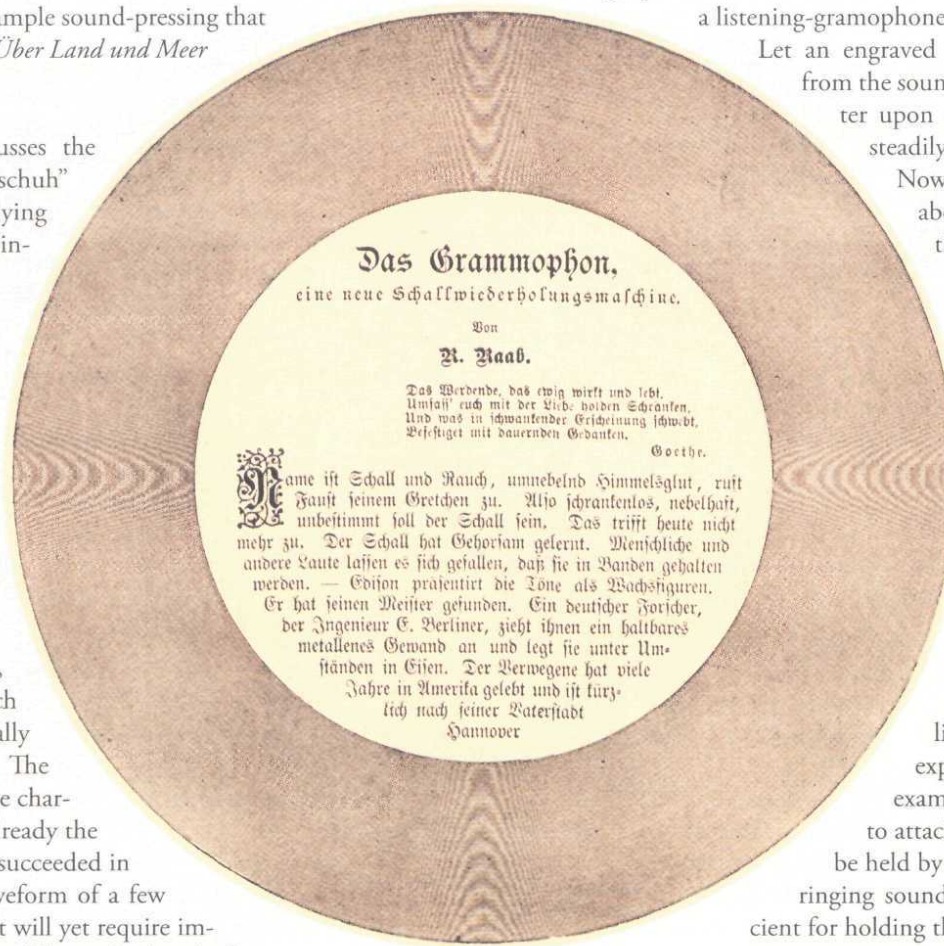 ample sound-pressing that
Über Land und Meer
usses the
schuh”
ying
in-
ch
ally
The
e char-
ready the
succeeded in
veform of a few
t will yet require im-
Das Grammophon,
eine neue Schallwiederholungsmaschine.
Von
R. Raab.
Das Werdende, das ewig wirkt und lebt,
Umfass' euch mit der Liebe holden Schranken,
Und was in schwankender Erscheinung schwebt,
Befestiget mit dauernden Gedanken.
Goethe.
Name ist Schall und Rauch, umnebelnd Himmelsglut, ruft
Faust seinem Gretchen zu. Also schrankenlos, nebelhaft,
unbestimmt soll der Schall sein. Das trifft heute nicht
mehr zu. Der Schall hat Gehorsam gelernt. Menschliche und
andere Laute lassen es sich gefallen, daß sie in Banden gehalten
werden. — Edison präsentirt die Töne als Wachsfiguren.
Er hat seinen Meister gefunden. Ein deutscher Forscher,
der Ingenieur E. Berliner, zieht ihnen ein haltbares
metallenes Gewand an und legt sie unter Um-
ständen in Eisen. Der Verwegene hat viele
Jahre in Amerika gelebt und ist kürz-
lich nach seiner Vaterstadt
Hannover
a listening-gramophone
Let an engraved
from the soun
ter upon
steadily
Now
ab
t
li
exp
exam
to attac
be held by
ringing sound
cient for holding th